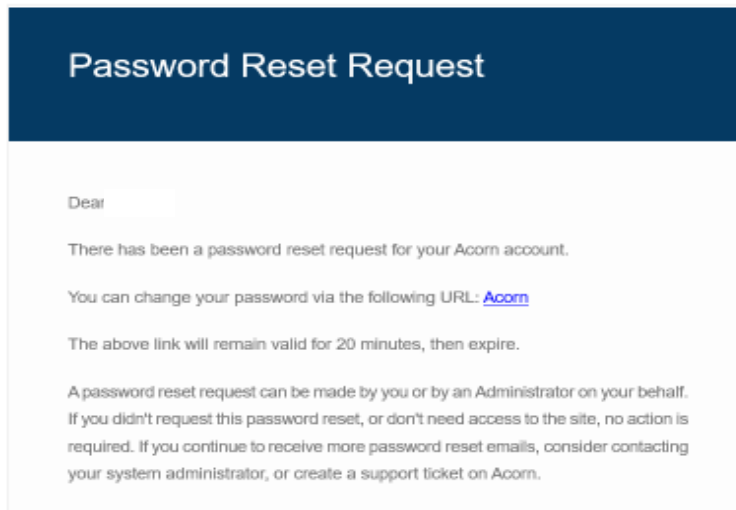 Password Reset Request
Dear
There has been a password reset request for your Acorn account.
You can change your password via the following URL: Acorn
The above link will remain valid for 20 minutes, then expire.
A password reset request can be made by you or by an Administrator on your behalf.
If you didn't request this password reset, or don't need access to the site, no action is
required. If you continue to receive more password reset emails, consider contacting
your system administrator, or create a support ticket on Acorn.